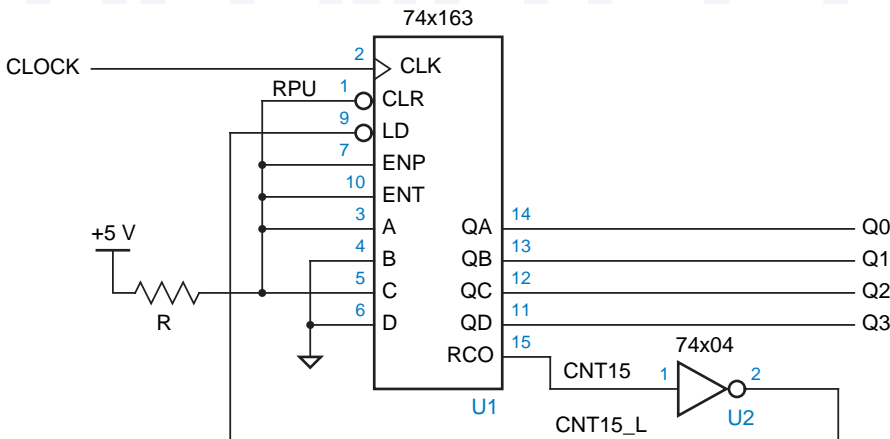 74x163
CLOCK
2
CLK
RPU
1
CLR
9
LD
7
ENP
10
ENT
3
A
QA
14
Q0
+5 V
4
B
QB
13
Q1
5
C
QC
12
Q2
R
6
D
QD
11
Q3
RCO
15
74x04
CNT15
1
2
U1
CNT15_L
U2